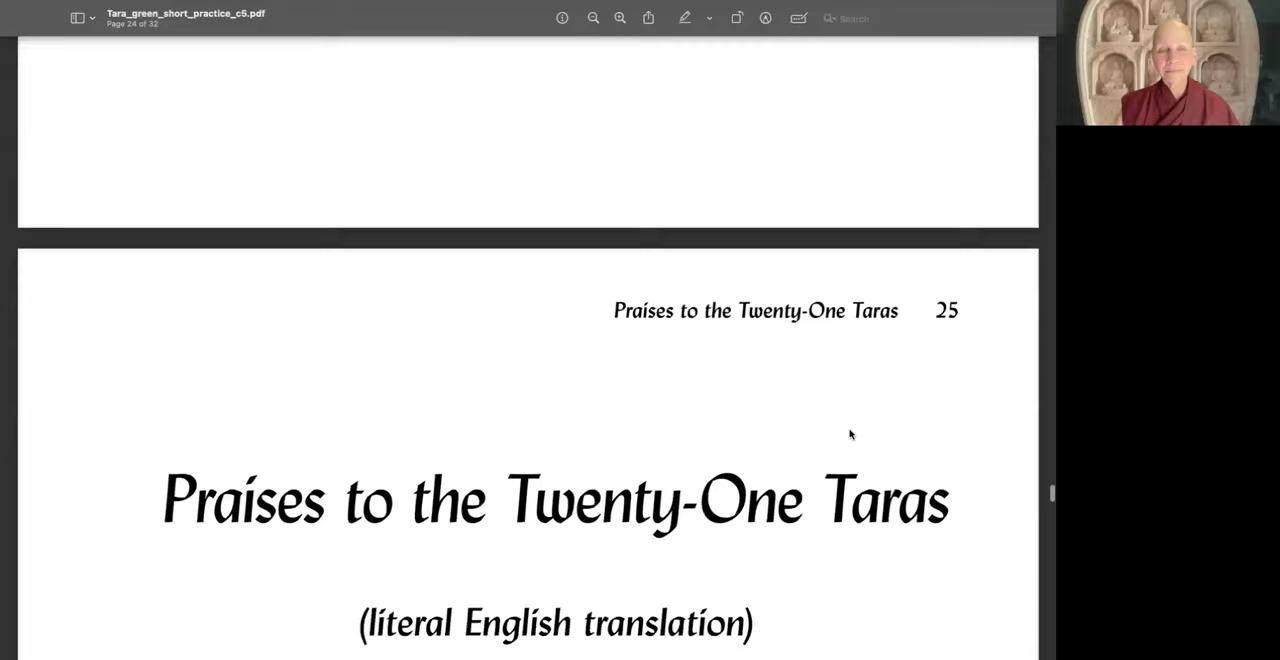 Tara_green_short_practice_c5.pdf
Page 24 of 32
Search
Praises to the Twenty-One Taras 25
Praises to the Twenty-One Taras
(literal English translation)